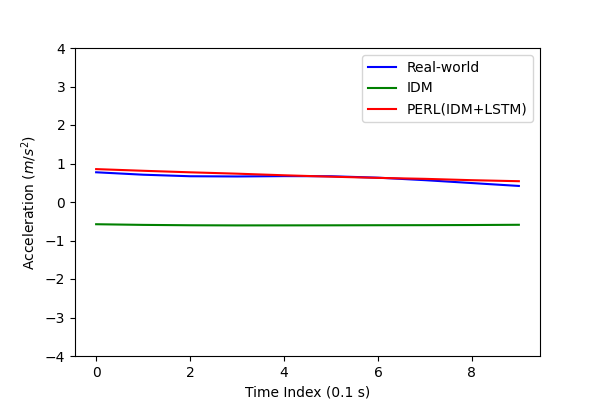 4
3
2
1
0
−1
−2
−3
−4
Acceleration (m/s²)
Real-world
IDM
PERL(IDM+LSTM)
0 2 4 6 8
Time Index (0.1 s)